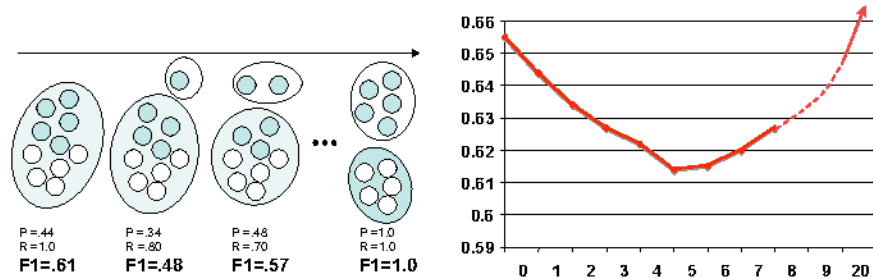 P =.44
R =1.0
F1=.61
P =.34
R =.80
F1=.48
P =.48
R =.70
F1=.57
P =1.0
R =1.0
F1=1.0
0.66
0.65
0.64
0.63
0.62
0.61
0.6
0.59
0 1 2 3 4 5 6 7 8 9 20